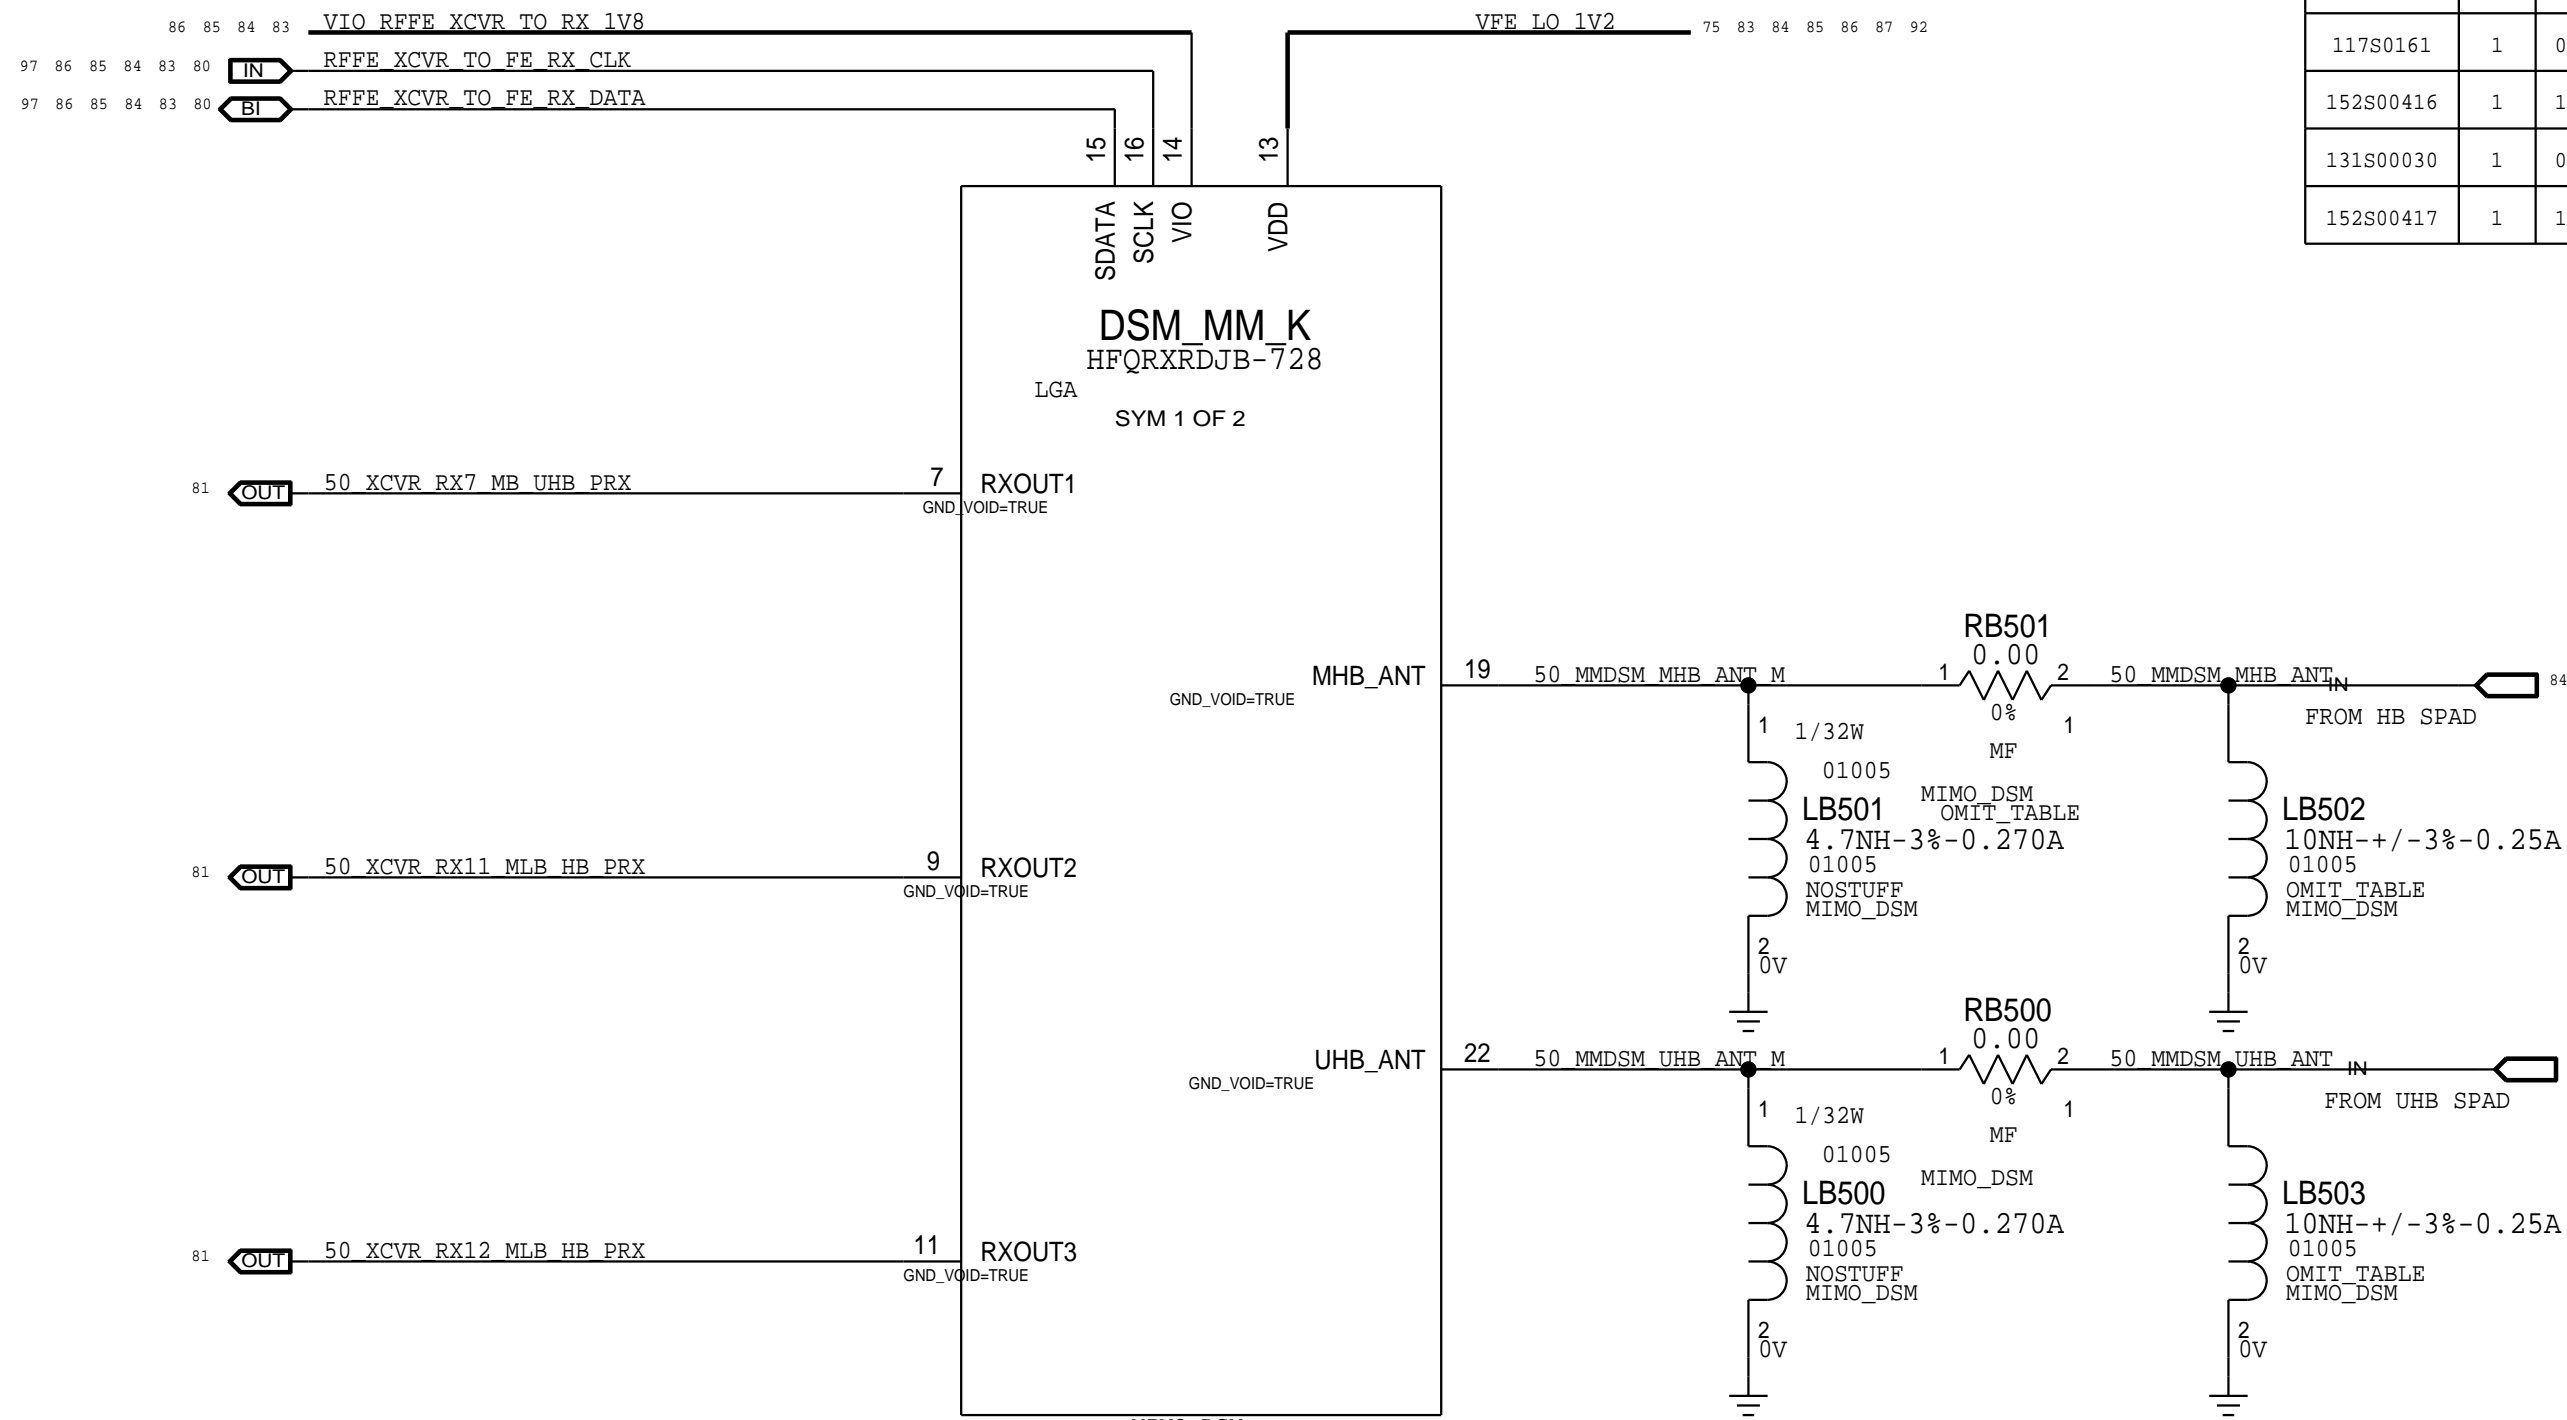 86 85 84 83 VIO_RFFE_XCVR_TO_RX_1V8
VFE_LO_1V2 75 83 84 85 86 87 92
97 86 85 84 83 80 IN RFFE_XCVR_TO_FE_RX_CLK
97 86 85 84 83 80 BI RFFE_XCVR_TO_FE_RX_DATA
117S0161 1 0
152S00416 1 1
131S00030 1 0
152S00417 1 1
15 16 14 13
SDATA SCLK VIO VDD
DSM_MM_K
HFQRXRDJB-728
LGA
SYM 1 OF 2
81 OUT 50_XCVR_RX7_MB_UHB_PRX 7 RXOUT1
GND_VOID=TRUE
RB501
0.00
MHB_ANT 19 50_MMDSM_MHB_ANT_M 1 2 50_MMDSM_MHB_ANT IN 84
GND_VOID=TRUE
0%
FROM HB SPAD
1 1/32W 1
MF
01005
MIMO_DSM
OMIT_TABLE
LB501
4.7NH-3%-0.270A
01005
NOSTUFF
MIMO_DSM
2
0V
LB502
10NH-+/-3%-0.25A
01005
OMIT_TABLE
MIMO_DSM
2
0V
81 OUT 50_XCVR_RX11_MLB_HB_PRX 9 RXOUT2
GND_VOID=TRUE
RB500
0.00
UHB_ANT 22 50_MMDSM_UHB_ANT_M 1 2 50_MMDSM_UHB_ANT IN
GND_VOID=TRUE
0%
FROM UHB SPAD
1 1/32W 1
MF
01005
MIMO_DSM
LB500
4.7NH-3%-0.270A
01005
NOSTUFF
MIMO_DSM
2
0V
LB503
10NH-+/-3%-0.25A
01005
OMIT_TABLE
MIMO_DSM
2
0V
81 OUT 50_XCVR_RX12_MLB_HB_PRX 11 RXOUT3
GND_VOID=TRUE